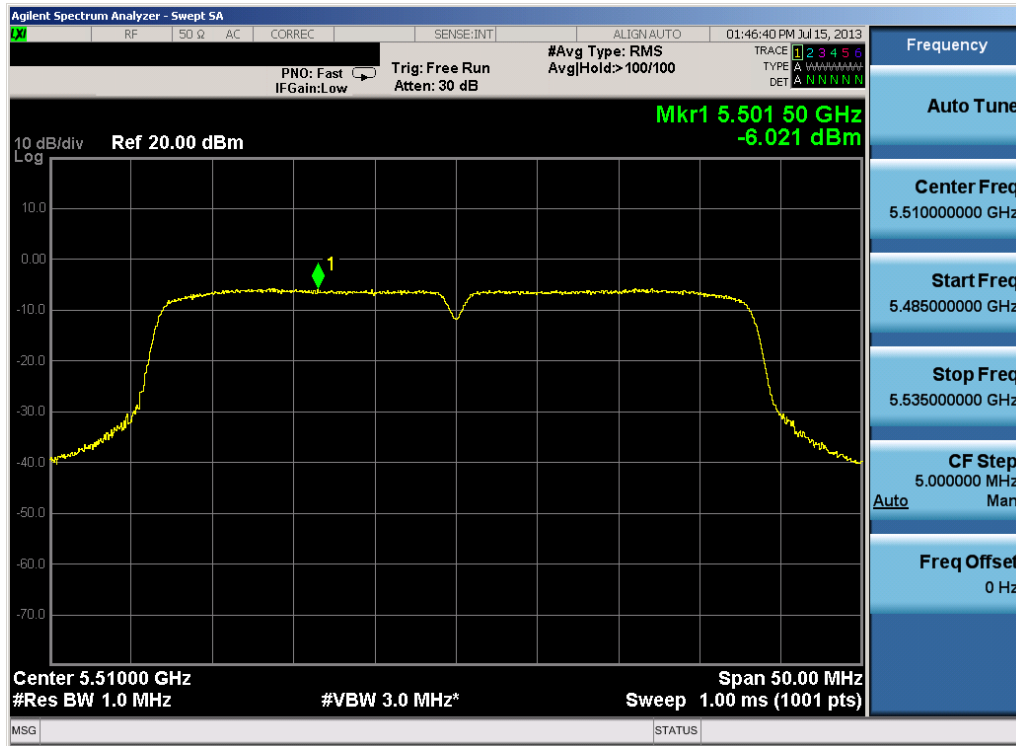 Agilent Spectrum Analyzer - Swept SA
LXI RF 50 Ω AC CORREC SENSE:INT ALIGN AUTO 01:46:40 PM Jul 15, 2013
PNO: Fast
IFGain:Low
Trig: Free Run
Atten: 30 dB
#Avg Type: RMS
Avg|Hold:> 100/100
TRACE 1 2 3 4 5 6
TYPE A WWWWW
DET A N N N N N
Mkr1 5.501 50 GHz
-6.021 dBm
10 dB/div Ref 20.00 dBm
Log
10.0
0.00
-10.0
-20.0
-30.0
-40.0
-50.0
-60.0
-70.0
1
Center 5.51000 GHz Span 50.00 MHz
#Res BW 1.0 MHz #VBW 3.0 MHz* Sweep 1.00 ms (1001 pts)
MSG STATUS
Frequency
Auto Tune
Center Freq
5.510000000 GHz
Start Freq
5.485000000 GHz
Stop Freq
5.535000000 GHz
CF Step
5.000000 MHz
Auto Man
Freq Offset
0 Hz